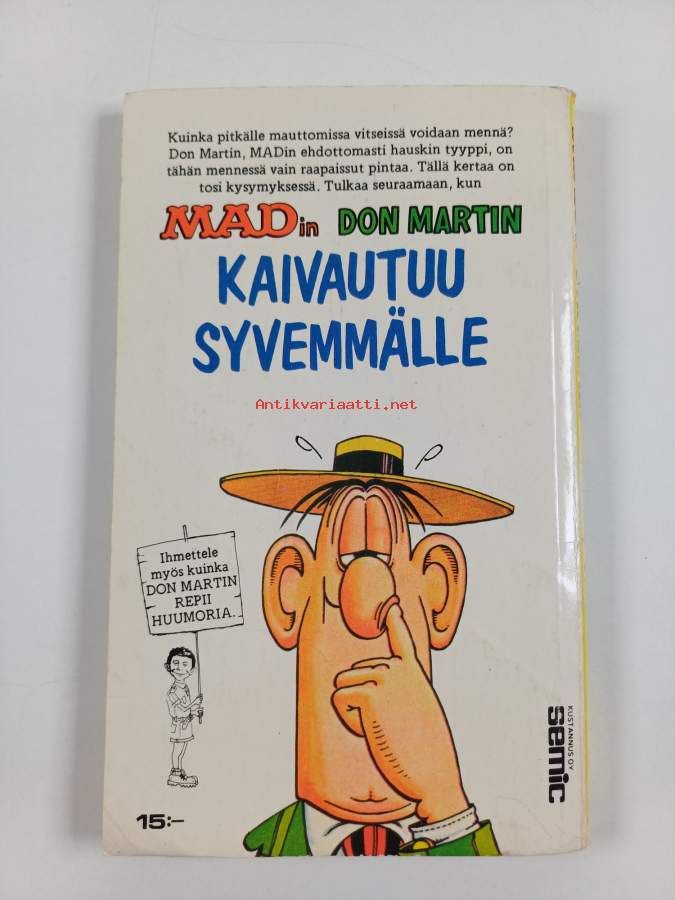 Kuinka pitkälle mauttomissa vitseissä voidaan mennä?
Don Martin, MADin ehdottomasti hauskin tyyppi, on
tähän mennessä vain raapaissut pintaa. Tällä kertaa on
tosi kysymyksessä. Tulkaa seuraamaan, kun
MADin DON MARTIN
KAIVAUTUU
SYVEMMÄLLE
Antikvariaatti.net
Ihmettele
myös kuinka
DON MARTIN
REPII
HUUMORIA.
KUSTANNUS OY
semic
15:–